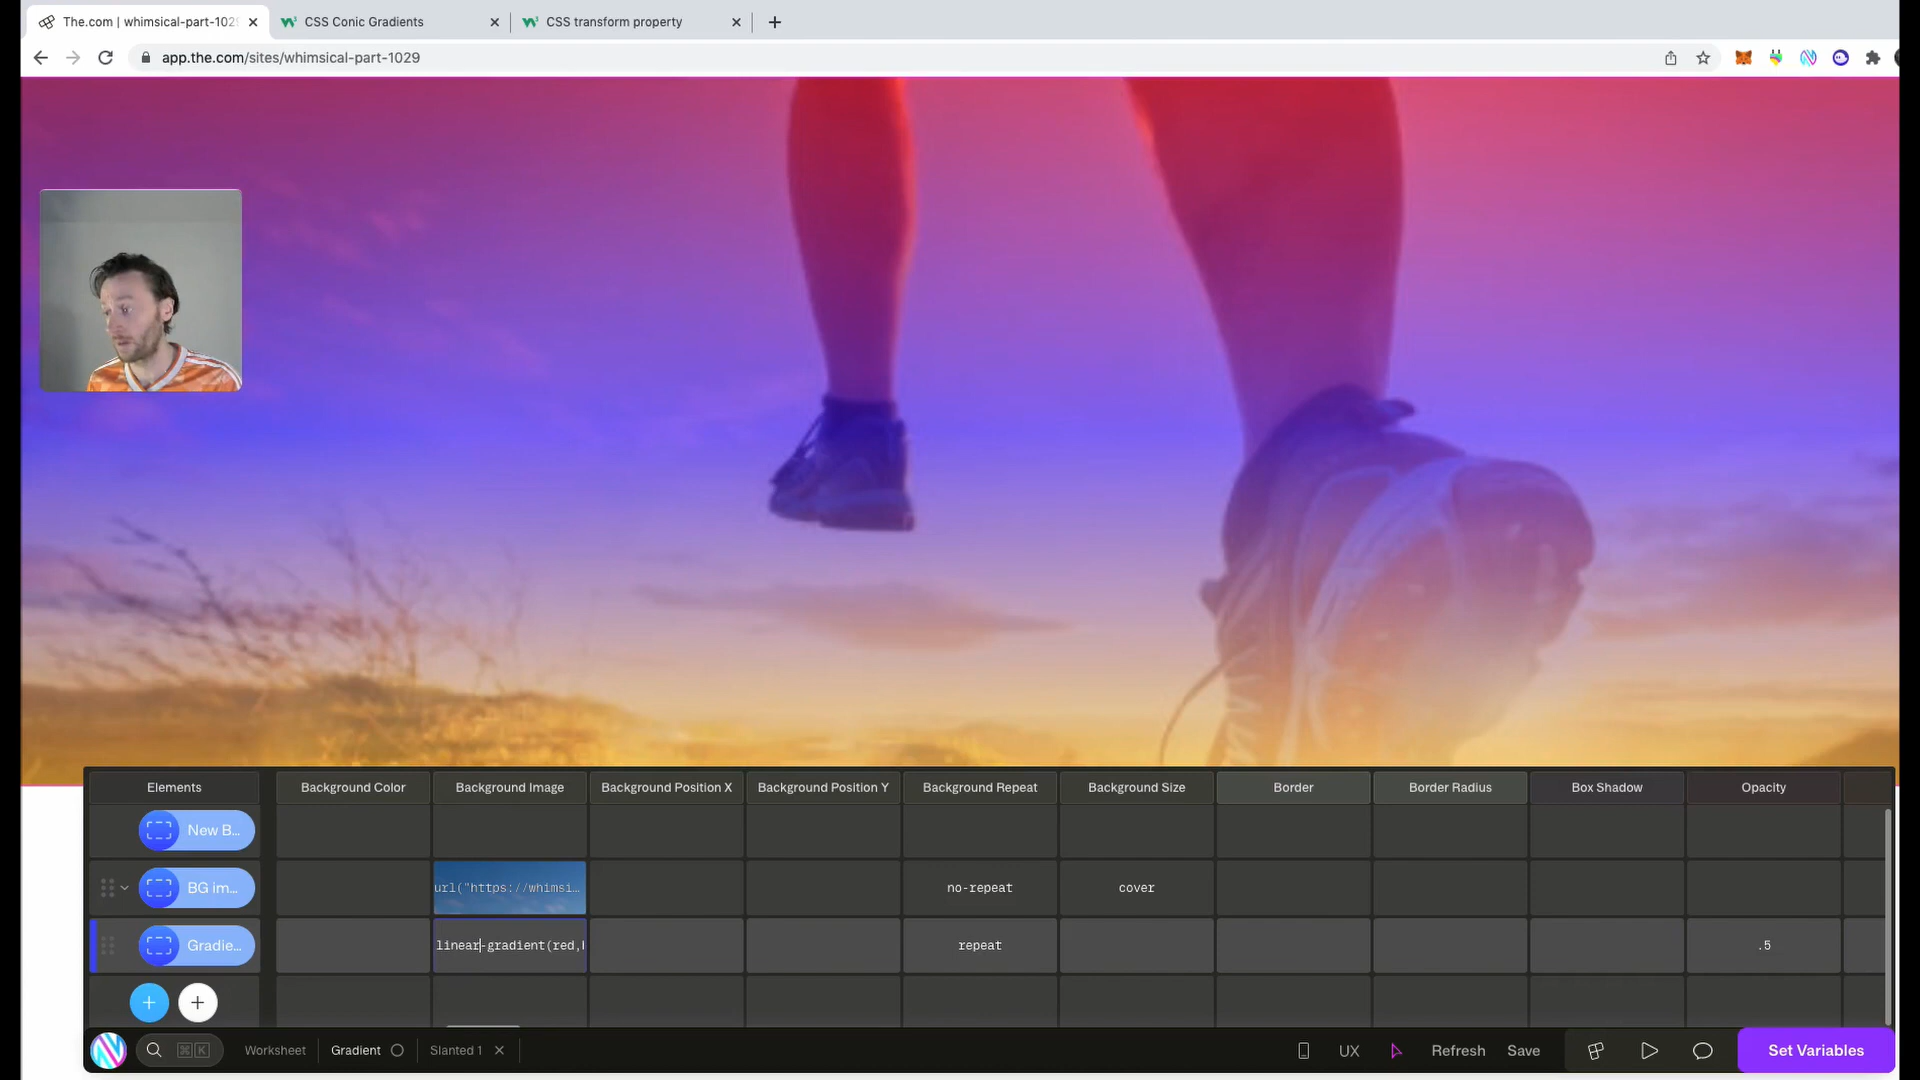 The.com | whimsical-part-102
CSS Conic Gradients
CSS transform property
app.the.com/sites/whimsical-part-1029
Elements
Background Color
Background Image
Background Position X
Background Position Y
Background Repeat
Background Size
Border
Border Radius
Box Shadow
Opacity
New B...
BG im...
url("https://whimsi...
no-repeat
cover
Gradie...
linear-gradient(red,
repeat
.5
⌘ K
Worksheet
Gradient
Slanted 1
UX
Refresh
Save
Set Variables